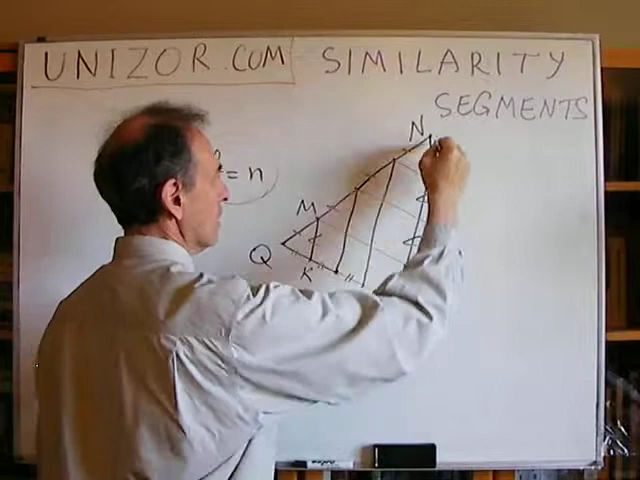 UNIZOR.COM
SIMILARITY
SEGMENTS
N
= n
M
Q
K